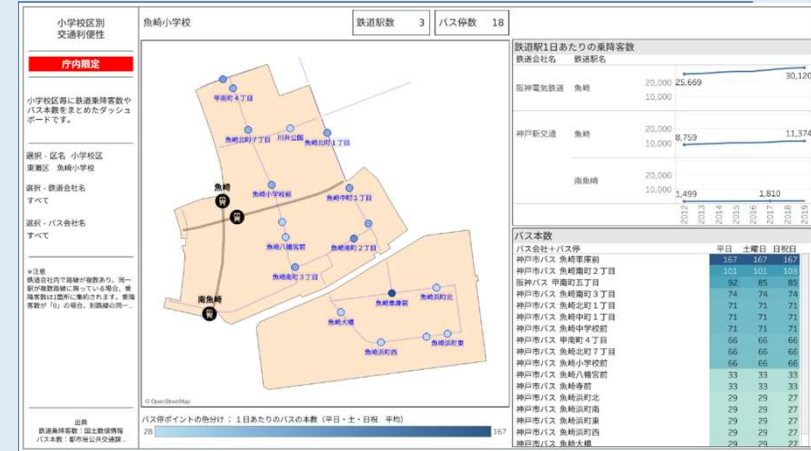 小学校区別
交通利便性
庁内限定
小学校区毎に鉄道乗降客数や
バス本数をまとめたダッシュ
ボードです。
選択 - 区名 小学校区
東灘区 魚崎小学校
選択 - 鉄道会社名
すべて
選択 - バス会社名
すべて
※注意
鉄道会社内で路線が複数あり、同一
駅が複数路線に跨っている場合、乗
降客数は1箇所に集約されます。乗降
客数が「0」の場合、別路線の同一..
出典
鉄道乗降客数：国土数値情報
バス本数：都市局公共交通課..
魚崎小学校
鉄道駅数 3
バス停数 18
甲南町4丁目
魚崎北町7丁目
川井公園
魚崎北町1丁目
魚崎小学校前
魚崎中町1丁目
魚崎
魚崎八幡宮前
魚崎南町2丁目
魚崎南町3丁目
南魚崎
魚崎車庫前
魚崎浜町北
魚崎大橋
魚崎浜町西
魚崎浜町東
© OpenStreetMap
バス停ポイントの色分け： 1日あたりのバスの本数（平日・土・日祝 平均）
28 167
鉄道駅1日あたりの乗降客数
鉄道会社名 鉄道駅名
阪神電気鉄道 魚崎 20,000 10,000 25,669 30,120
神戸新交通 魚崎 20,000 10,000 8,759 11,374
南魚崎 20,000 10,000 1,499 1,810
2012 2013 2014 2015 2016 2017 2018 2019
バス本数
バス会社+バス停 平日 土曜日 日祝日
神戸市バス 魚崎車庫前 167 167 167
神戸市バス 魚崎南町2丁目 101 101 103
阪神バス 甲南町五丁目 92 85 85
神戸市バス 魚崎南町3丁目 74 74 74
神戸市バス 魚崎北町1丁目 71 71 71
神戸市バス 魚崎中町1丁目 71 71 71
神戸市バス 魚崎中学校前 71 71 71
神戸市バス 甲南町4丁目 66 66 66
神戸市バス 魚崎北町7丁目 66 66 66
神戸市バス 魚崎小学校前 66 66 66
神戸市バス 魚崎八幡宮前 33 33 33
神戸市バス 魚崎寺前 33 33 33
神戸市バス 魚崎浜町北 29 29 27
神戸市バス 魚崎浜町南 29 29 27
神戸市バス 魚崎浜町東 29 29 27
神戸市バス 魚崎浜町西 29 29 27
神戸市バス 魚崎大橋 29 29 27